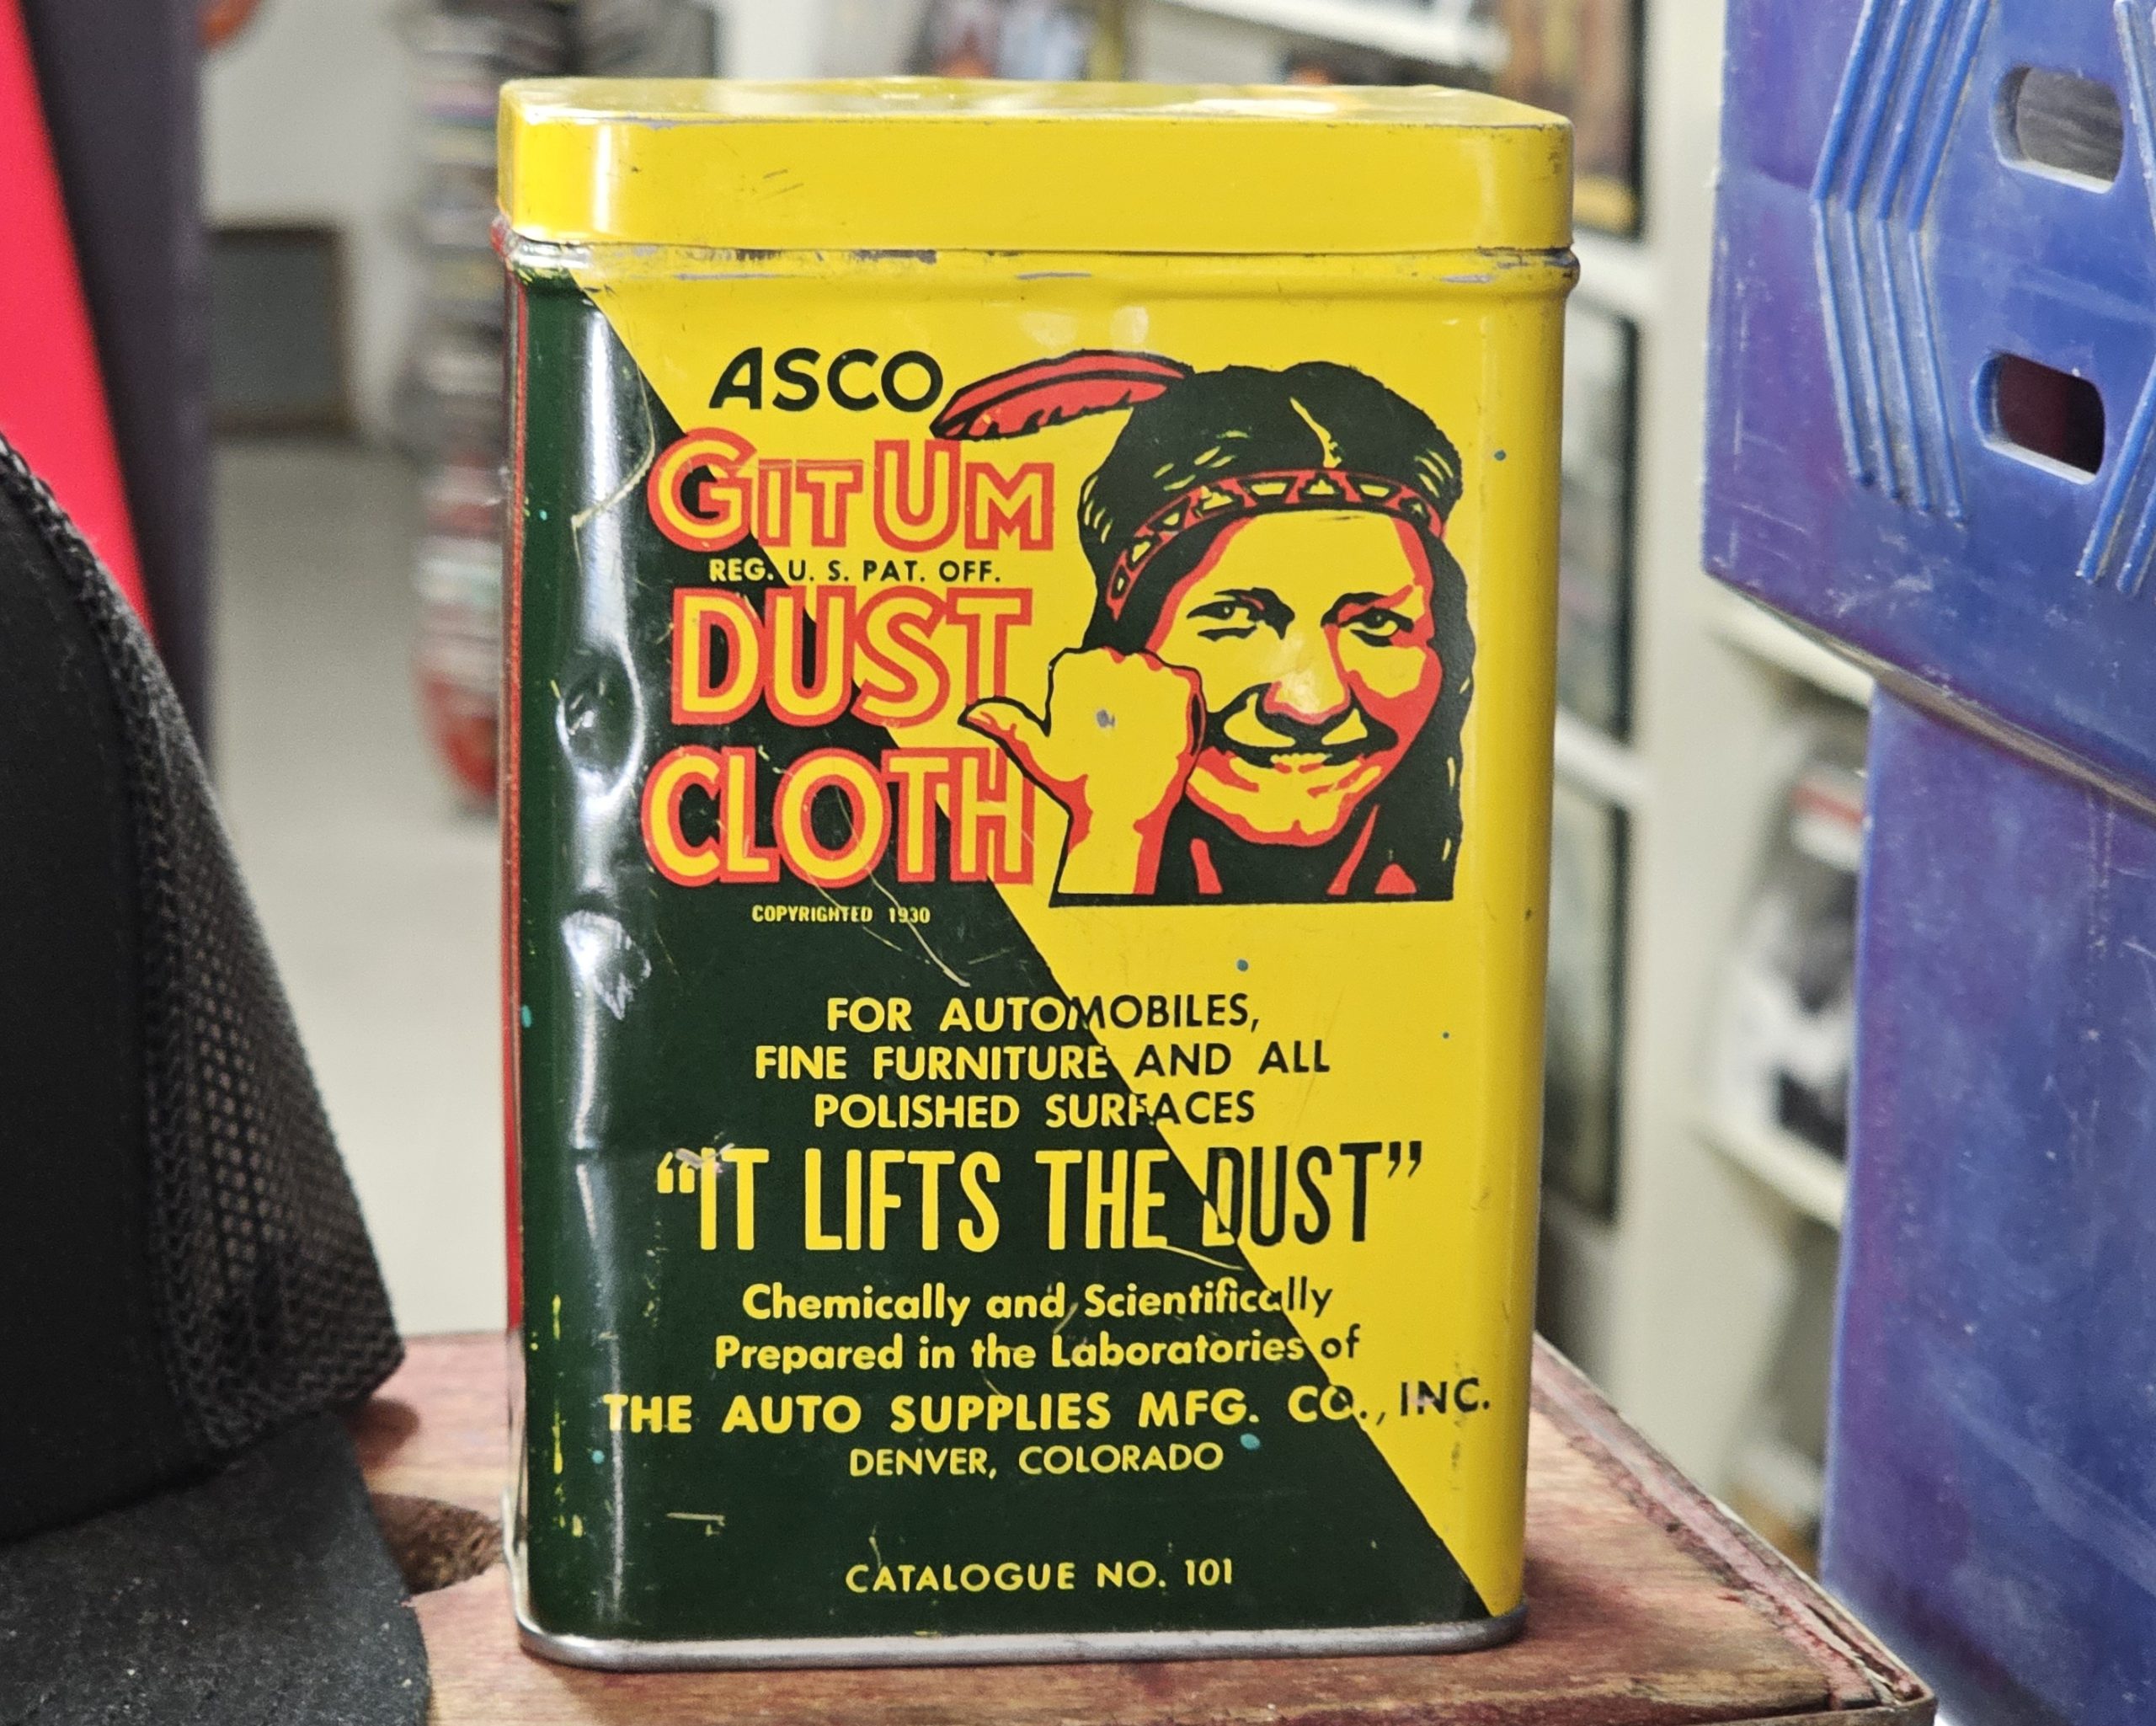 ASCO
GITUM
REG. U. S. PAT. OFF.
DUST
CLOTH
COPYRIGHTED 1930
FOR AUTOMOBILES,
FINE FURNITURE AND ALL
POLISHED SURFACES
“IT LIFTS THE DUST”
Chemically and Scientifically
Prepared in the Laboratories of
THE AUTO SUPPLIES MFG. CO., INC.
DENVER, COLORADO
CATALOGUE NO. 101